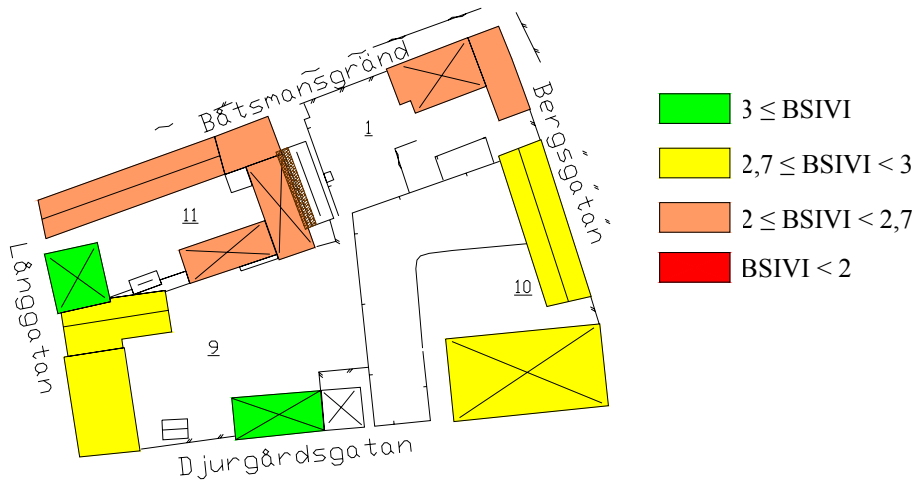 Båtsmansgränd
Bergsgatan
1
11
Långgatan
10
9
Djurgårdsgatan
3 ≤ BSIVI
2,7 ≤ BSIVI < 3
2 ≤ BSIVI < 2,7
BSIVI < 2